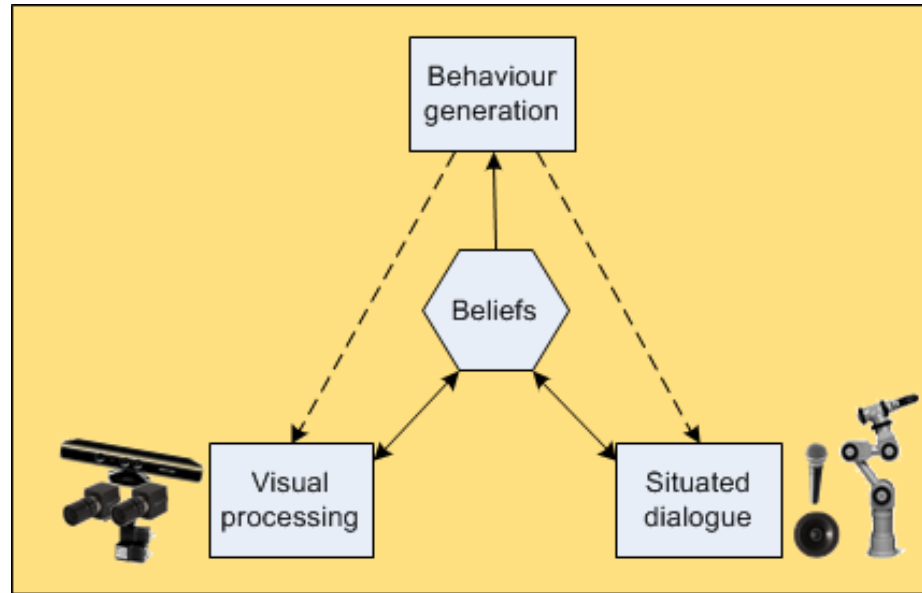 Behaviour
generation
Beliefs
Visual
processing
Situated
dialogue